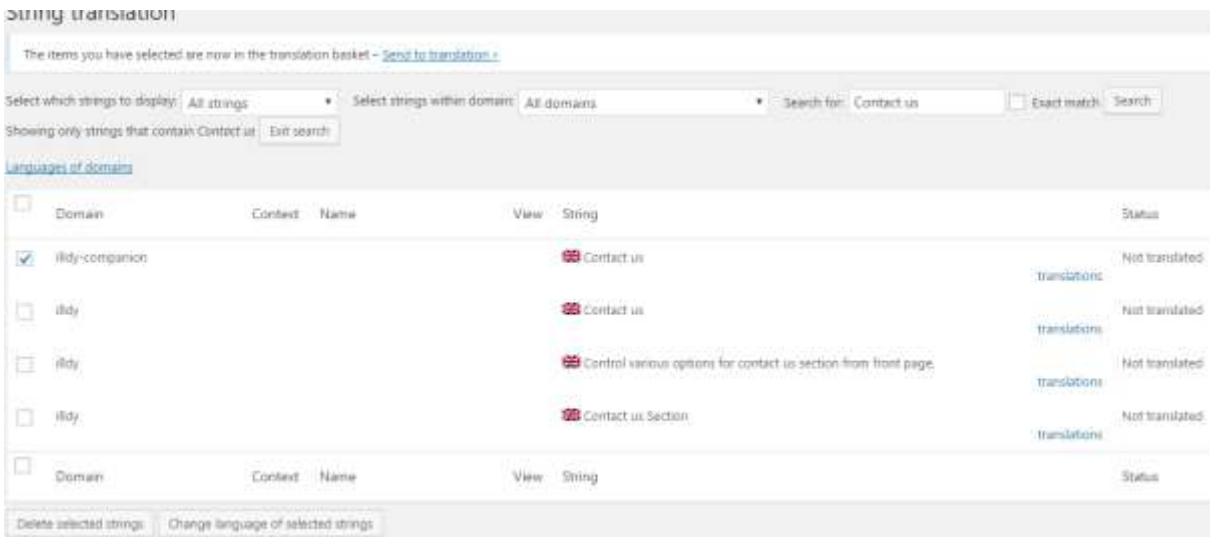 String translation
The items you have selected are now in the translation basket – Send to translation »
Select which strings to display: All strings Select strings within domain: All domains Search for: Contact us Exact match Search
Showing only strings that contain Contact us Exit search
Languages of domains
Domain Context Name View String Status
illdy-companion Contact us Not translated
translations
illdy Contact us Not translated
translations
illdy Control various options for contact us section from front page. Not translated
translations
illdy Contact us Section Not translated
translations
Domain Context Name View String Status
Delete selected strings Change language of selected strings